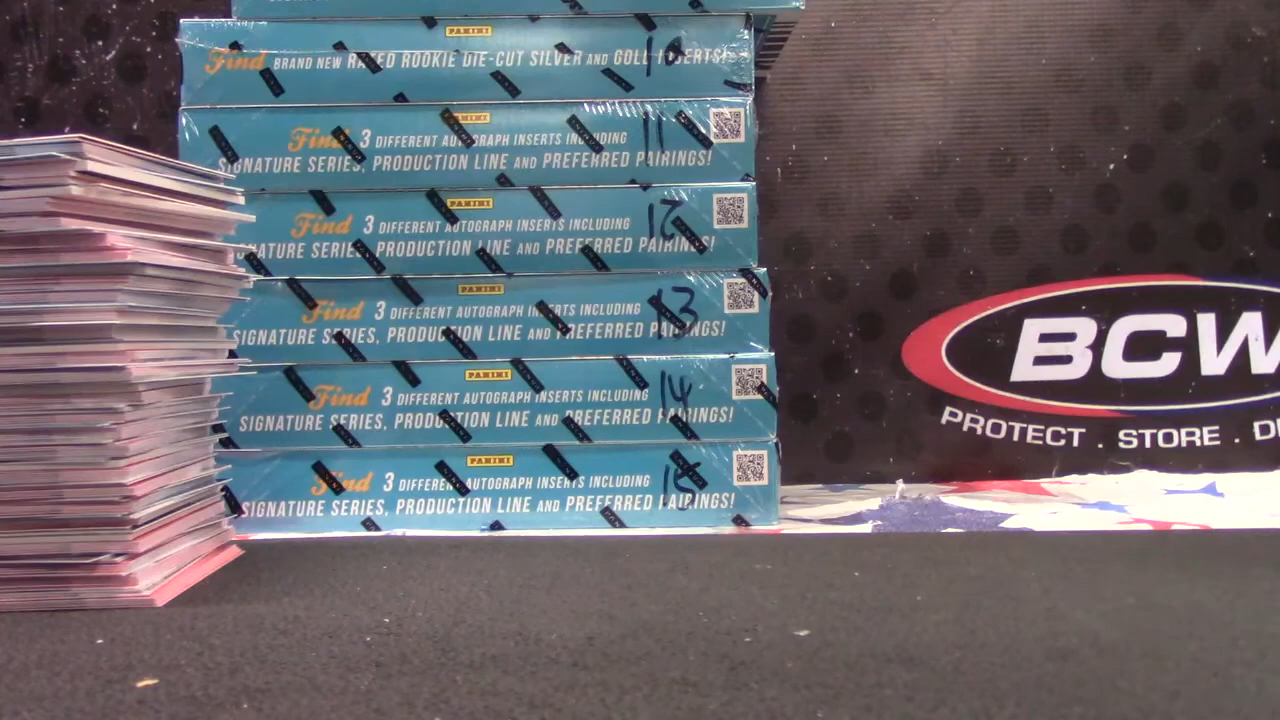 PANINI
Find BRAND NEW RATED ROOKIE DIE-CUT SILVER AND GOLD INSERTS!
10
PANINI
Find 3 DIFFERENT AUTOGRAPH INSERTS INCLUDING
SIGNATURE SERIES, PRODUCTION LINE AND PREFERRED PAIRINGS!
11
PANINI
Find 3 DIFFERENT AUTOGRAPH INSERTS INCLUDING
SIGNATURE SERIES, PRODUCTION LINE AND PREFERRED PAIRINGS!
12
PANINI
Find 3 DIFFERENT AUTOGRAPH INSERTS INCLUDING
SIGNATURE SERIES, PRODUCTION LINE AND PREFERRED PAIRINGS!
13
PANINI
Find 3 DIFFERENT AUTOGRAPH INSERTS INCLUDING
SIGNATURE SERIES, PRODUCTION LINE AND PREFERRED PAIRINGS!
14
PANINI
Find 3 DIFFERENT AUTOGRAPH INSERTS INCLUDING
SIGNATURE SERIES, PRODUCTION LINE AND PREFERRED PAIRINGS!
15
BCW
PROTECT . STORE .